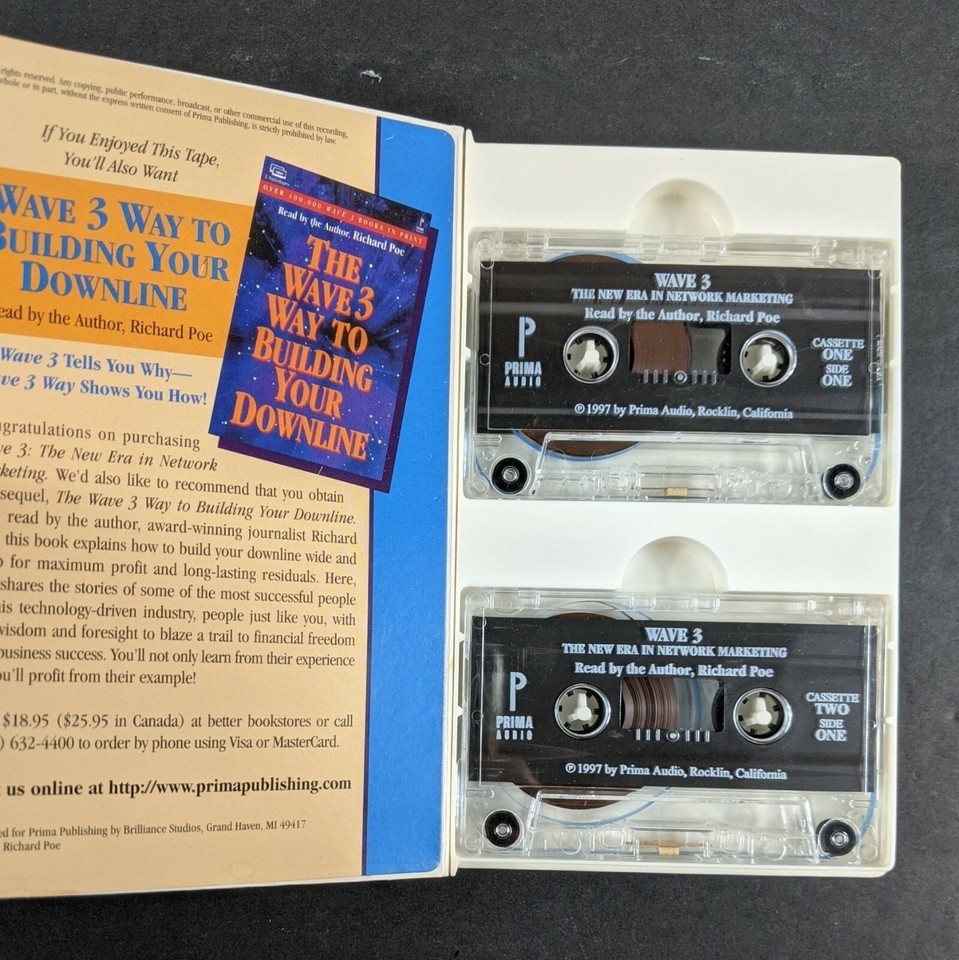 rights reserved. Any copying, public performance, broadcast, or other commercial use of this recording,
whole or in part, without the express written consent of Prima Publishing, is strictly prohibited by law.
If You Enjoyed This Tape,
You'll Also Want
WAVE 3 WAY TO
BUILDING YOUR
DOWNLINE
ead by the Author, Richard Poe
Wave 3 Tells You Why—
ve 3 Way Shows You How!
ngratulations on purchasing
ve 3: The New Era in Network
keting. We'd also like to recommend that you obtain
sequel, The Wave 3 Way to Building Your Downline.
read by the author, award-winning journalist Richard
this book explains how to build your downline wide and
p for maximum profit and long-lasting residuals. Here,
shares the stories of some of the most successful people
his technology-driven industry, people just like you, with
wisdom and foresight to blaze a trail to financial freedom
business success. You'll not only learn from their experience
ou'll profit from their example!
$18.95 ($25.95 in Canada) at better bookstores or call
) 632-4400 to order by phone using Visa or MasterCard.
t us online at http://www.primapublishing.com
ed for Prima Publishing by Brilliance Studios, Grand Haven, MI 49417
Richard Poe
OVER 400,000 WAVE 3 BOOKS IN PRINT
Read by the Author, Richard Poe
THE
WAVE 3
WAY TO
BUILDING
YOUR
DOWNLINE
WAVE 3
THE NEW ERA IN NETWORK MARKETING
Read by the Author, Richard Poe
P
PRIMA
AUDIO
CASSETTE
ONE
SIDE
ONE
℗ 1997 by Prima Audio, Rocklin, California
WAVE 3
THE NEW ERA IN NETWORK MARKETING
Read by the Author, Richard Poe
P
PRIMA
AUDIO
CASSETTE
TWO
SIDE
ONE
℗ 1997 by Prima Audio, Rocklin, California